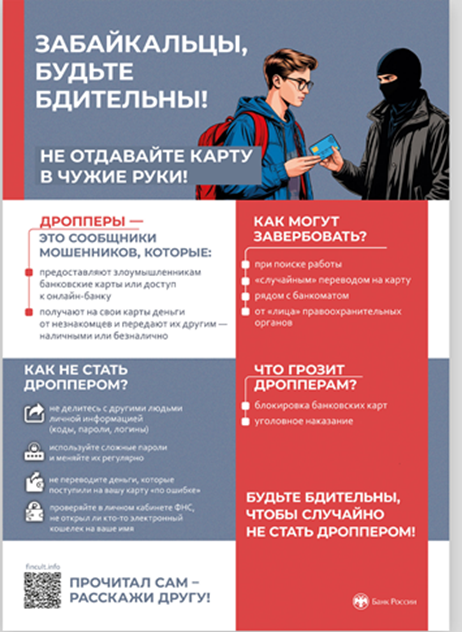 ЗАБАЙКАЛЬЦЫ,
БУДЬТЕ
БДИТЕЛЬНЫ!
НЕ ОТДАВАЙТЕ КАРТУ
В ЧУЖИЕ РУКИ!
ДРОППЕРЫ —
ЭТО СООБЩНИКИ
МОШЕННИКОВ, КОТОРЫЕ:
предоставляют злоумышленникам
банковские карты или доступ
к онлайн-банку
получают на свои карты деньги
от незнакомцев и передают их другим —
наличными или безналично
КАК МОГУТ
ЗАВЕРБОВАТЬ?
при поиске работы
«случайным» переводом на карту
рядом с банкоматом
от «лица» правоохранительных
органов
КАК НЕ СТАТЬ
ДРОППЕРОМ?
не делитесь с другими людьми
личной информацией
(коды, пароли, логины)
используйте сложные пароли
и меняйте их регулярно
не переводите деньги, которые
поступили на вашу карту «по ошибке»
проверяйте в личном кабинете ФНС,
не открыл ли кто-то электронный
кошелек на ваше имя
ЧТО ГРОЗИТ
ДРОППЕРАМ?
блокировка банковских карт
уголовное наказание
БУДЬТЕ БДИТЕЛЬНЫ,
ЧТОБЫ СЛУЧАЙНО
НЕ СТАТЬ ДРОППЕРОМ!
fincult.info
ПРОЧИТАЛ САМ –
РАССКАЖИ ДРУГУ!
Банк России